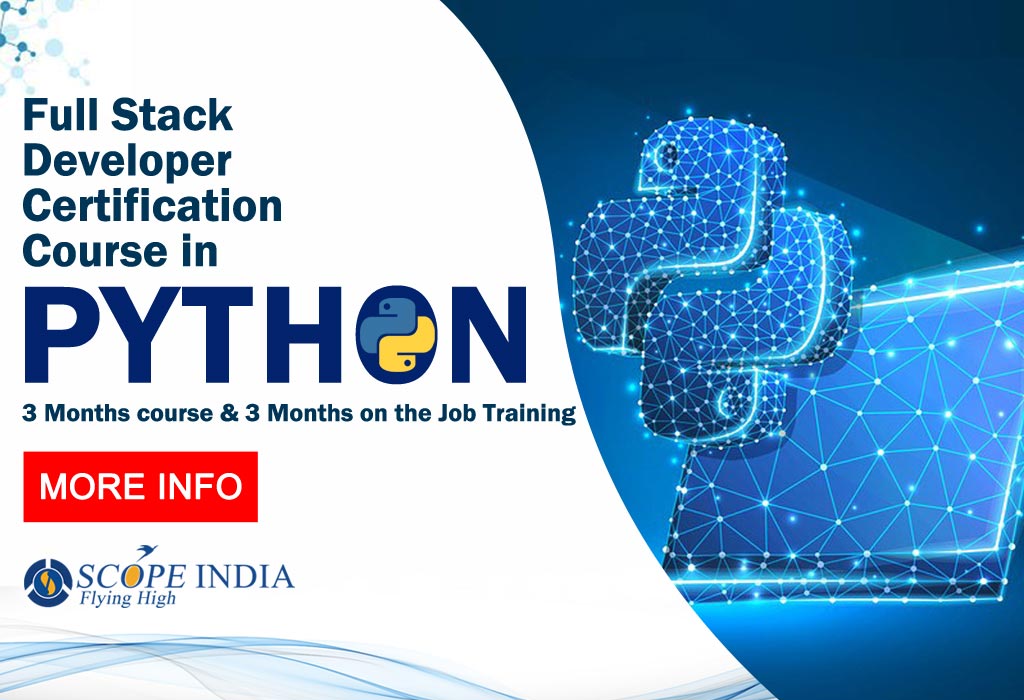 Full Stack
Developer
Certification
Course in
PYTHON
3 Months course & 3 Months on the Job Training
MORE INFO
SCOPE INDIA
Flying High